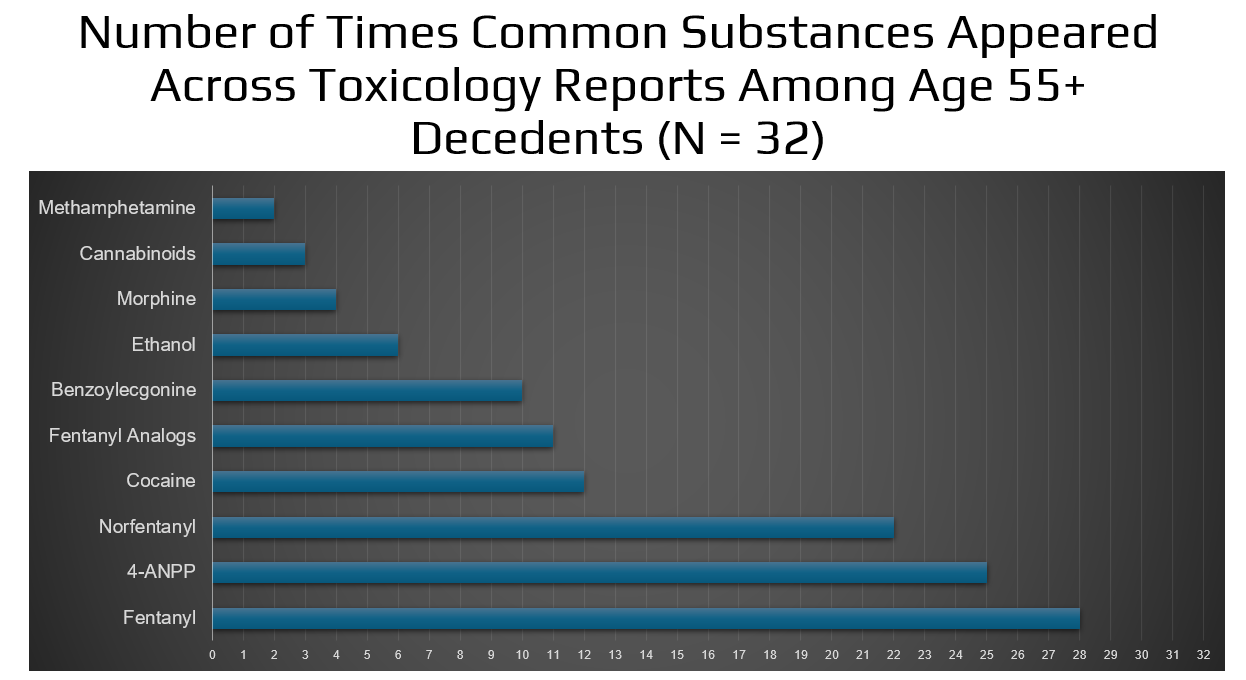 Number of Times Common Substances Appeared
Across Toxicology Reports Among Age 55+
Decedents (N = 32)
Methamphetamine
Cannabinoids
Morphine
Ethanol
Benzoylecgonine
Fentanyl Analogs
Cocaine
Norfentanyl
4-ANPP
Fentanyl
0 1 2 3 4 5 6 7 8 9 10 11 12 13 14 15 16 17 18 19 20 21 22 23 24 25 26 27 28 29 30 31 32